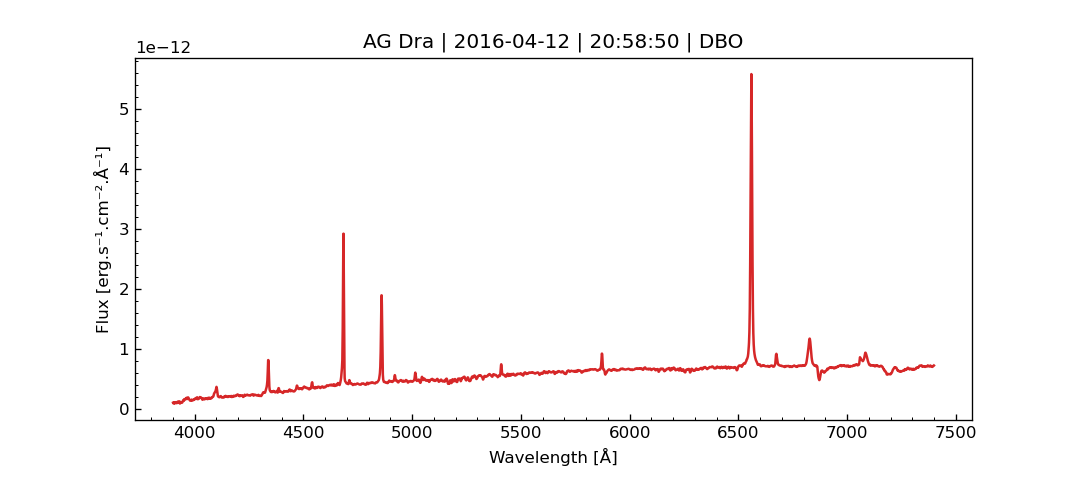 AG Dra | 2016-04-12 | 20:58:50 | DBO
1e−12
5
4
3
2
1
0
Flux [erg.s⁻¹.cm⁻².Å⁻¹]
4000 4500 5000 5500 6000 6500 7000 7500
Wavelength [Å]